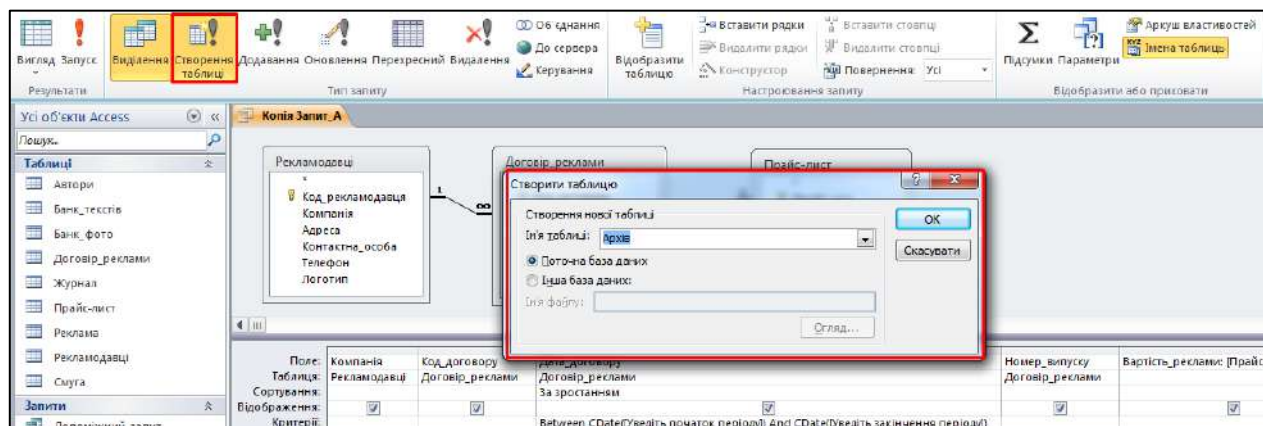 Вигляд Запуск Виділення Створення таблиці Додавання Оновлення Перехресний Видалення
Об'єднання
До сервера
Керування
Відобразити таблицю
Вставити рядки
Видалити рядки
Конструктор
Вставити стовпці
Видалити стовпці
Повернення: Усі
Підсумки Параметри
Аркуш властивостей
Імена таблиць
Результати Тип запиту Настроювання запиту Відобразити або приховати
Усі об'єкти Access
Пошук...
Таблиці
Автори
Банк_текстів
Банк_фото
Договір_реклами
Журнал
Прайс-лист
Реклама
Рекламодавці
Смуга
Запити
Копія Запит_А
Рекламодавці
*
Код_рекламодавця
Компанія
Адреса
Контактна_особа
Телефон
Логотип
1
∞
Договір_реклами
Прайс-лист
Створити таблицю
Створення нової таблиці
Ім'я таблиці: Архів
Поточна база даних
Інша база даних:
Ім'я файлу:
Огляд...
ОК
Скасувати
Поле: Компанія Код_договору Дата_договору Номер_випуску Вартість_реклами: [Прайс
Таблиця: Рекламодавці Договір_реклами Договір_реклами Договір_реклами
Сортування: За зростанням
Відображення:
Критерії: Between CDate([Уведіть початок періоду]) And CDate([Уведіть закінчення періоду])